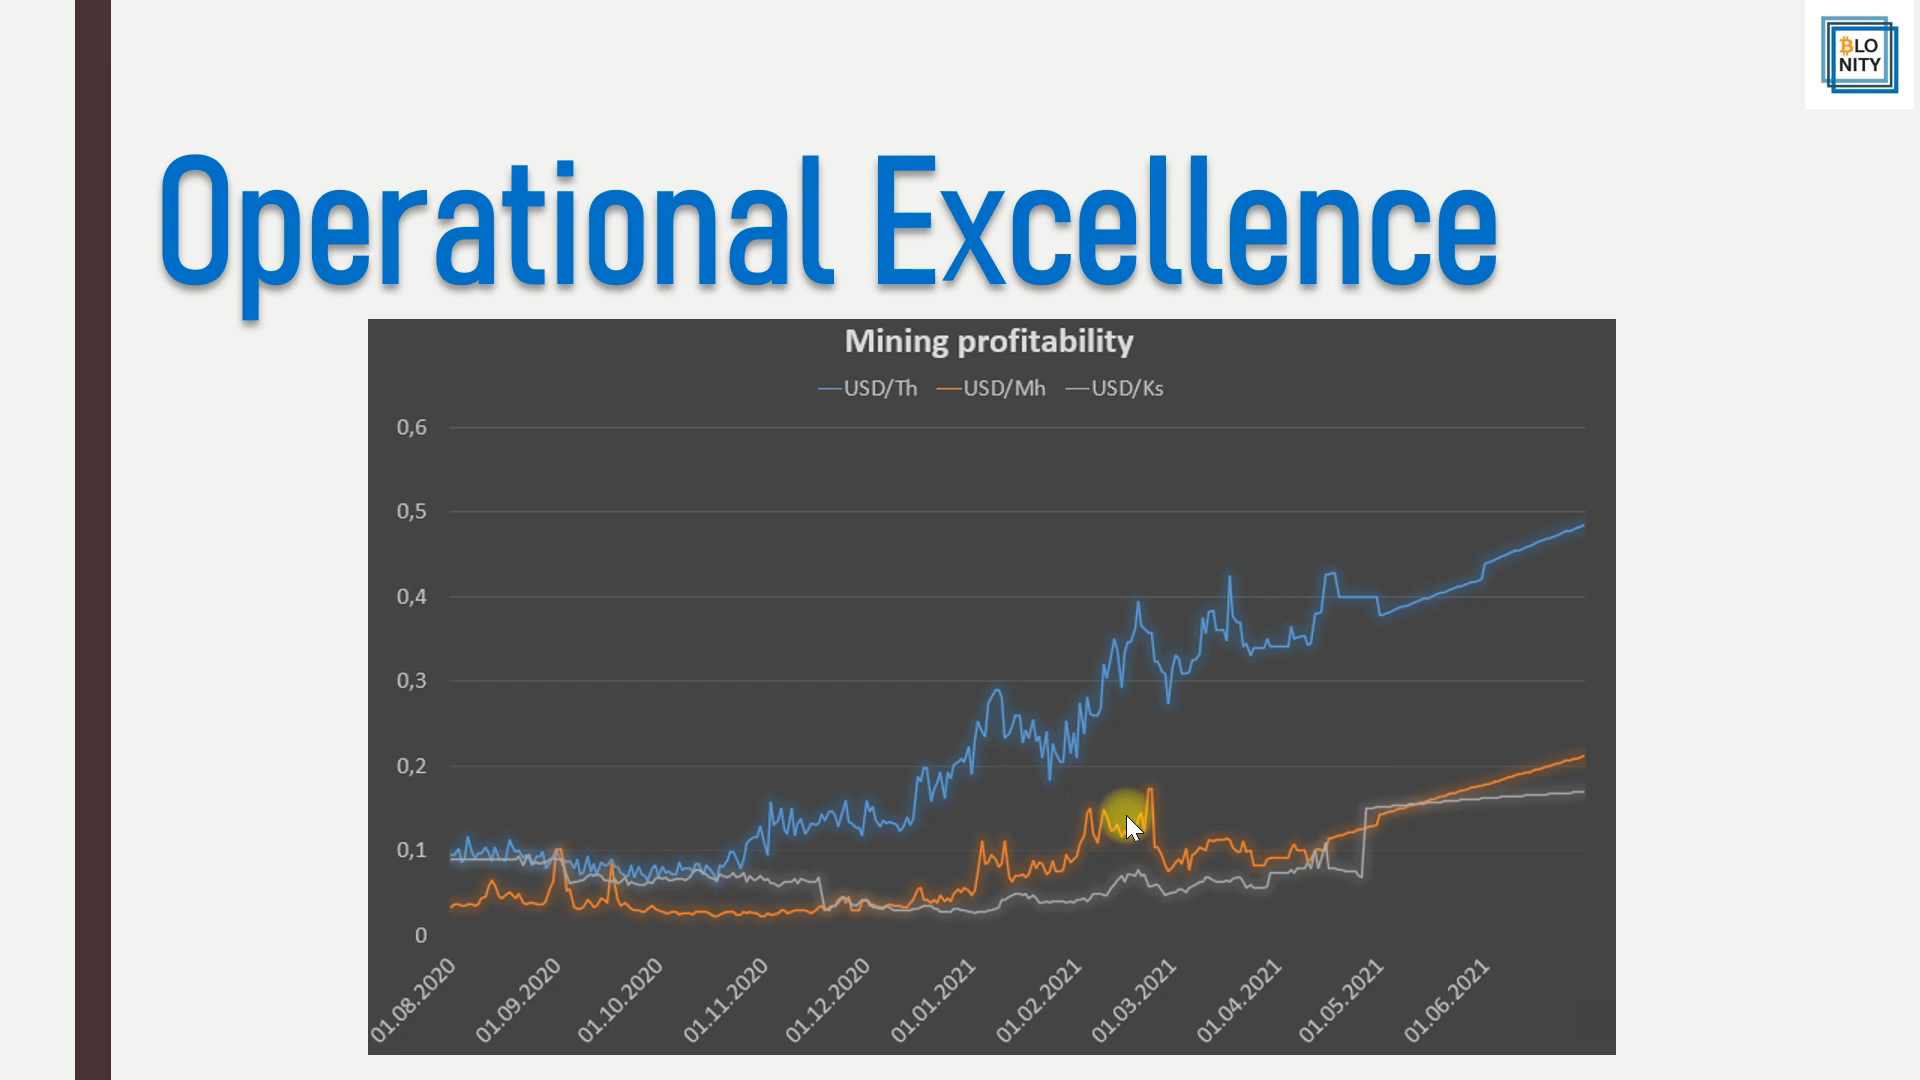 ₿LO
NITY
Operational Excellence
Mining profitability
USD/Th USD/Mh USD/Ks
0,6
0,5
0,4
0,3
0,2
0,1
0
01.08.2020 01.09.2020 01.10.2020 01.11.2020 01.12.2020 01.01.2021 01.02.2021 01.03.2021 01.04.2021 01.05.2021 01.06.2021